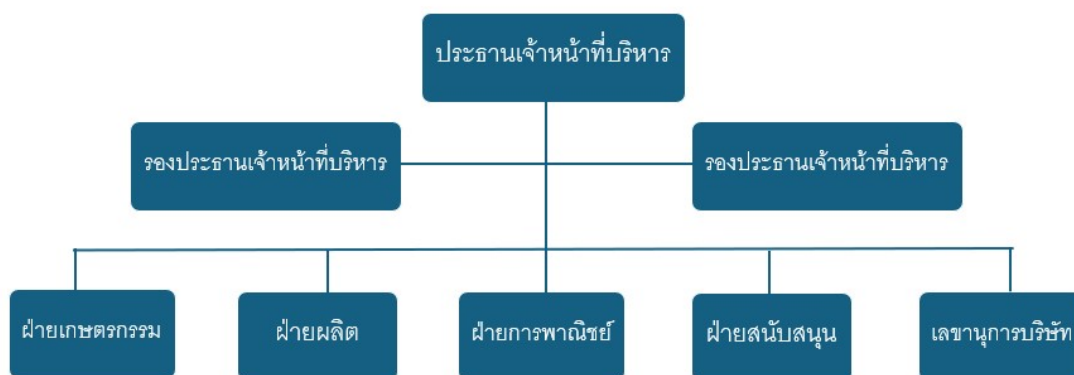 ประธานเจ้าหน้าที่บริหาร
รองประธานเจ้าหน้าที่บริหาร
รองประธานเจ้าหน้าที่บริหาร
ฝ่ายเกษตรกรรม
ฝ่ายผลิต
ฝ่ายการพาณิชย์
ฝ่ายสนับสนุน
เลขานุการบริษัท